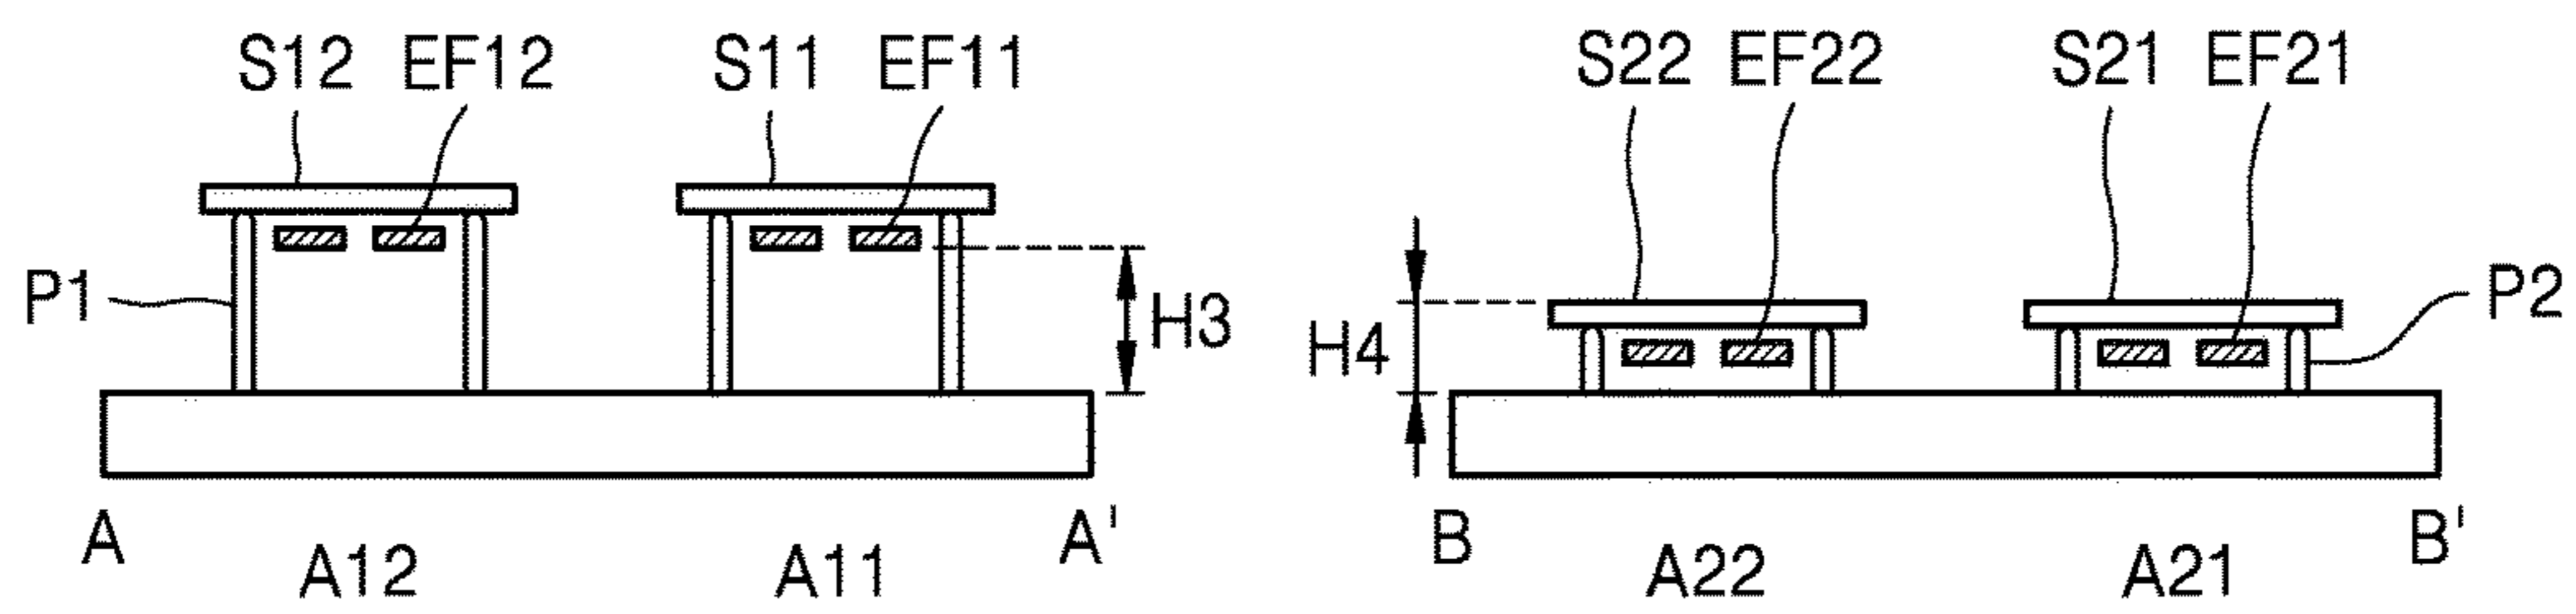 S12 EF12 S11 EF11 S22 EF22 S21 EF21
P1 H3 H4 P2
A A' B B'
A12 A11 A22 A21